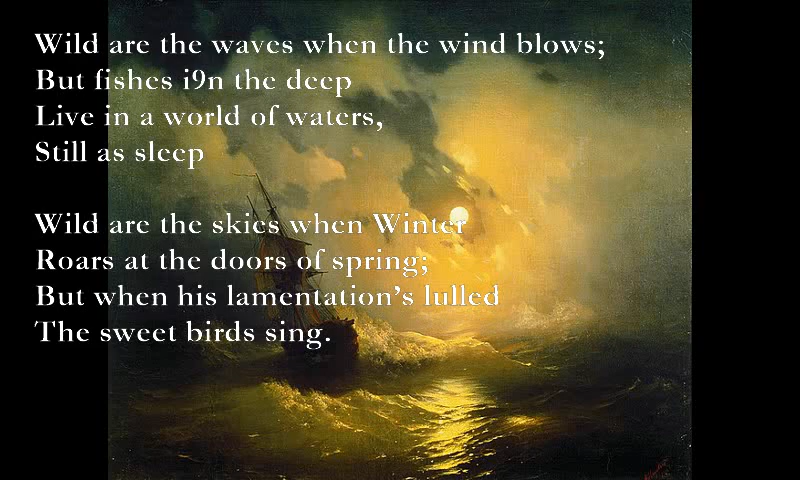 Wild are the waves when the wind blows;
But fishes i9n the deep
Live in a world of waters,
Still as sleep
Wild are the skies when Winter
Roars at the doors of spring;
But when his lamentation’s lulled
The sweet birds sing.